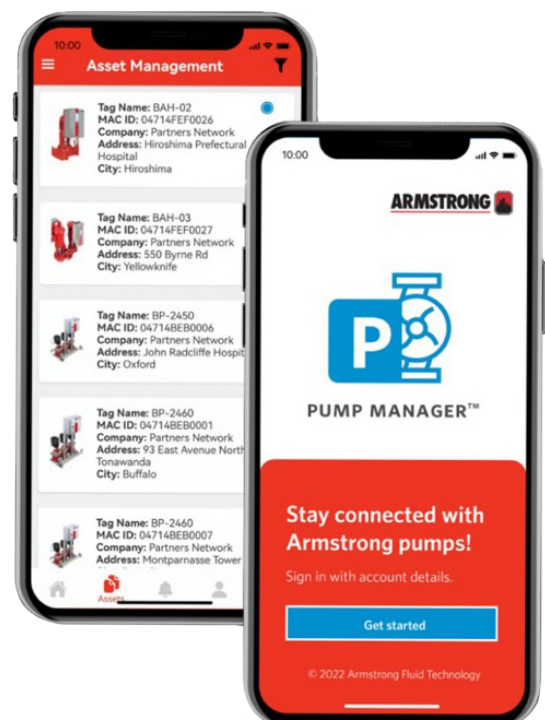 10:00
Asset Management
Tag Name: BAH-02
MAC ID: 04714FEF0026
Company: Partners Network
Address: Hiroshima Prefectural
Hospital
City: Hiroshima
Tag Name: BAH-03
MAC ID: 04714FEF0027
Company: Partners Network
Address: 550 Byrne Rd
City: Yellowknife
Tag Name: BP-2450
MAC ID: 04714BEB0006
Company: Partners Network
Address: John Radcliffe Hospit
City: Oxford
Tag Name: BP-2460
MAC ID: 04714BEB0001
Company: Partners Network
Address: 93 East Avenue North
Tonawanda
City: Buffalo
Tag Name: BP-2460
MAC ID: 04714BEB0007
Company: Partners Network
Address: Montparnasse Tower
Assets
10:00
ARMSTRONG
P
PUMP MANAGER™
Stay connected with
Armstrong pumps!
Sign in with account details.
Get started
© 2022 Armstrong Fluid Technology